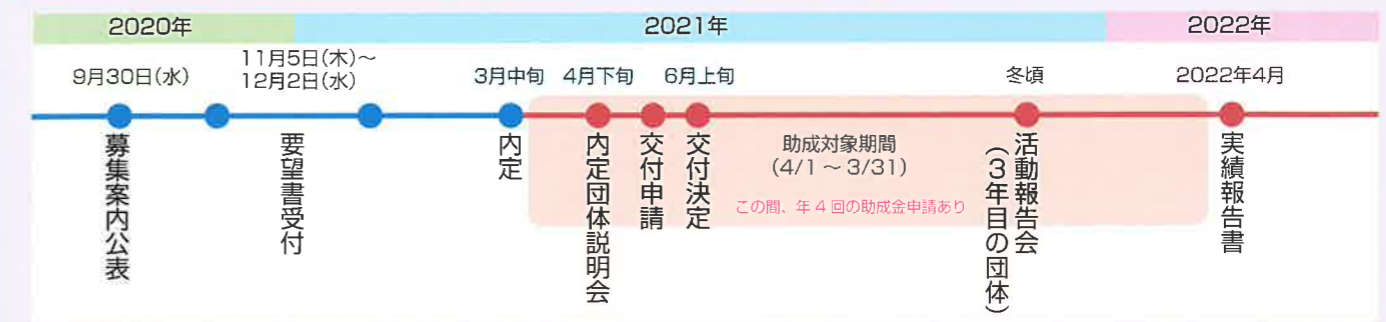 2020年
2021年
2022年
9月30日(水)
11月5日(木)～
12月2日(水)
3月中旬
4月下旬
6月上旬
冬頃
2022年4月
募集案内公表
要望書受付
内定
内定団体説明会
交付申請
交付決定
助成対象期間
(4/1～3/31)
この間、年4回の助成金申請あり
活動報告会
(3年目の団体)
実績報告書